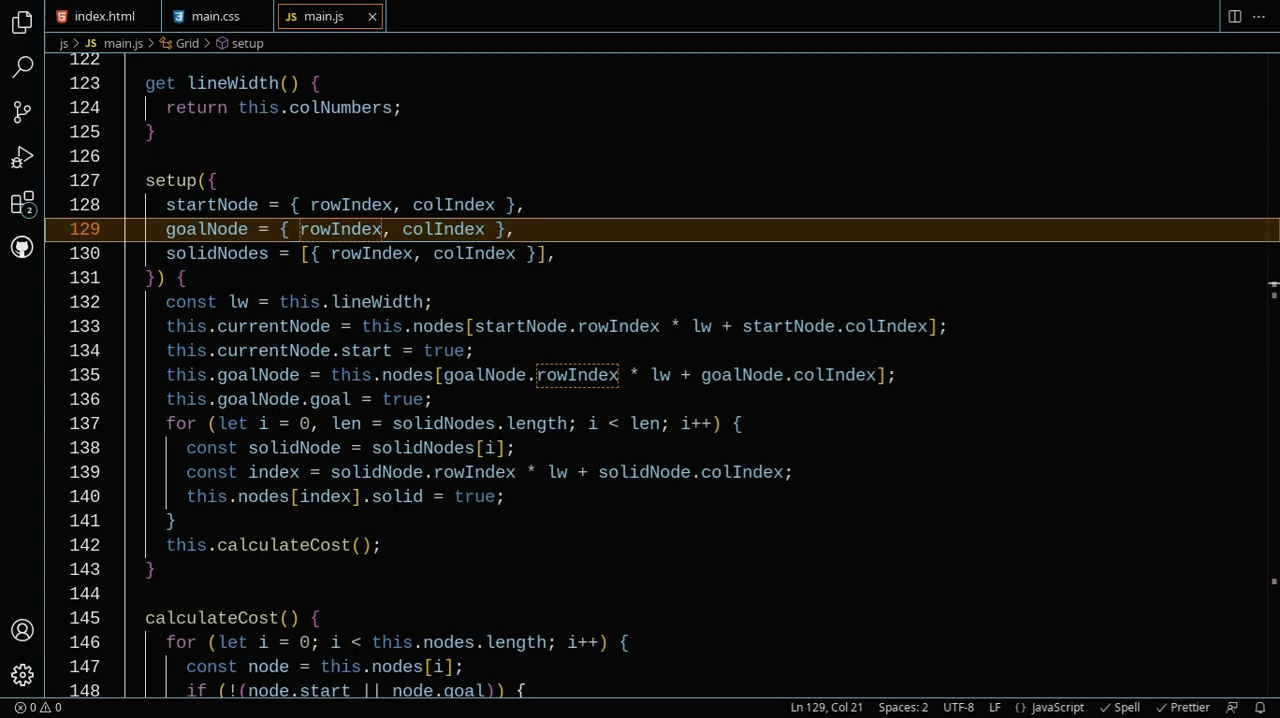 index.html
main.css
JS main.js
js > JS main.js > Grid > setup
122
123 get lineWidth() {
124 return this.colNumbers;
125 }
126
127 setup({
128 startNode = { rowIndex, colIndex },
129 goalNode = { rowIndex, colIndex },
130 solidNodes = [{ rowIndex, colIndex }],
131 }) {
132 const lw = this.lineWidth;
133 this.currentNode = this.nodes[startNode.rowIndex * lw + startNode.colIndex];
134 this.currentNode.start = true;
135 this.goalNode = this.nodes[goalNode.rowIndex * lw + goalNode.colIndex];
136 this.goalNode.goal = true;
137 for (let i = 0, len = solidNodes.length; i < len; i++) {
138 const solidNode = solidNodes[i];
139 const index = solidNode.rowIndex * lw + solidNode.colIndex;
140 this.nodes[index].solid = true;
141 }
142 this.calculateCost();
143 }
144
145 calculateCost() {
146 for (let i = 0; i < this.nodes.length; i++) {
147 const node = this.nodes[i];
148 if (!(node.start || node.goal)) {
2
0 0 Ln 129, Col 21 Spaces: 2 UTF-8 LF {} JavaScript Spell Prettier